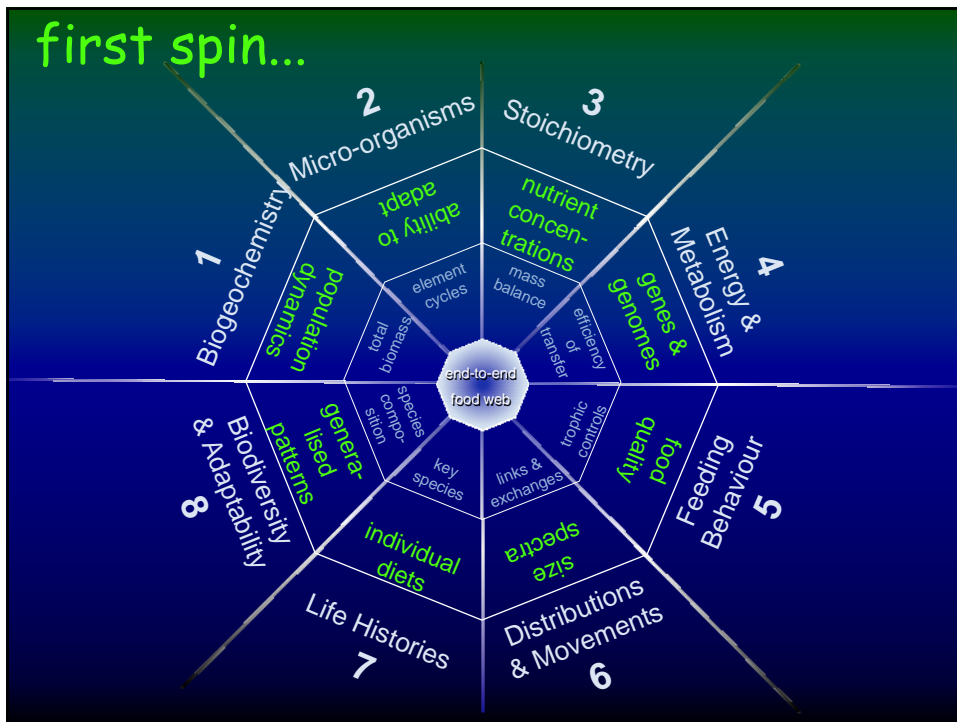 first spin...
1
Biogeochemistry
population
dynamics
total
biomass
2
Micro-organisms
ability to
adapt
element
cycles
3
Stoichiometry
nutrient
concen-
trations
mass
balance
4
Energy &
Metabolism
genes &
genomes
efficiency
of
transfer
5
Feeding
Behaviour
food
quality
trophic
controls
6
Distributions
& Movements
size
spectra
links &
exchanges
7
Life Histories
individual
diets
key
species
8
Biodiversity
& Adaptability
genera-
lised
patterns
species
compo-
sition
end-to-end
food web